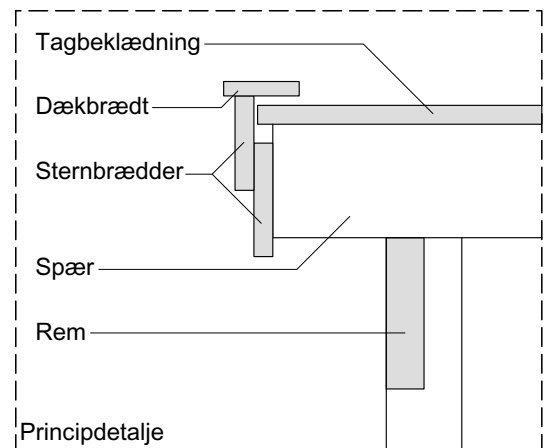 Tagbeklædning
Dækbrædt
Sternbrædder
Spær
Rem
Principdetalje